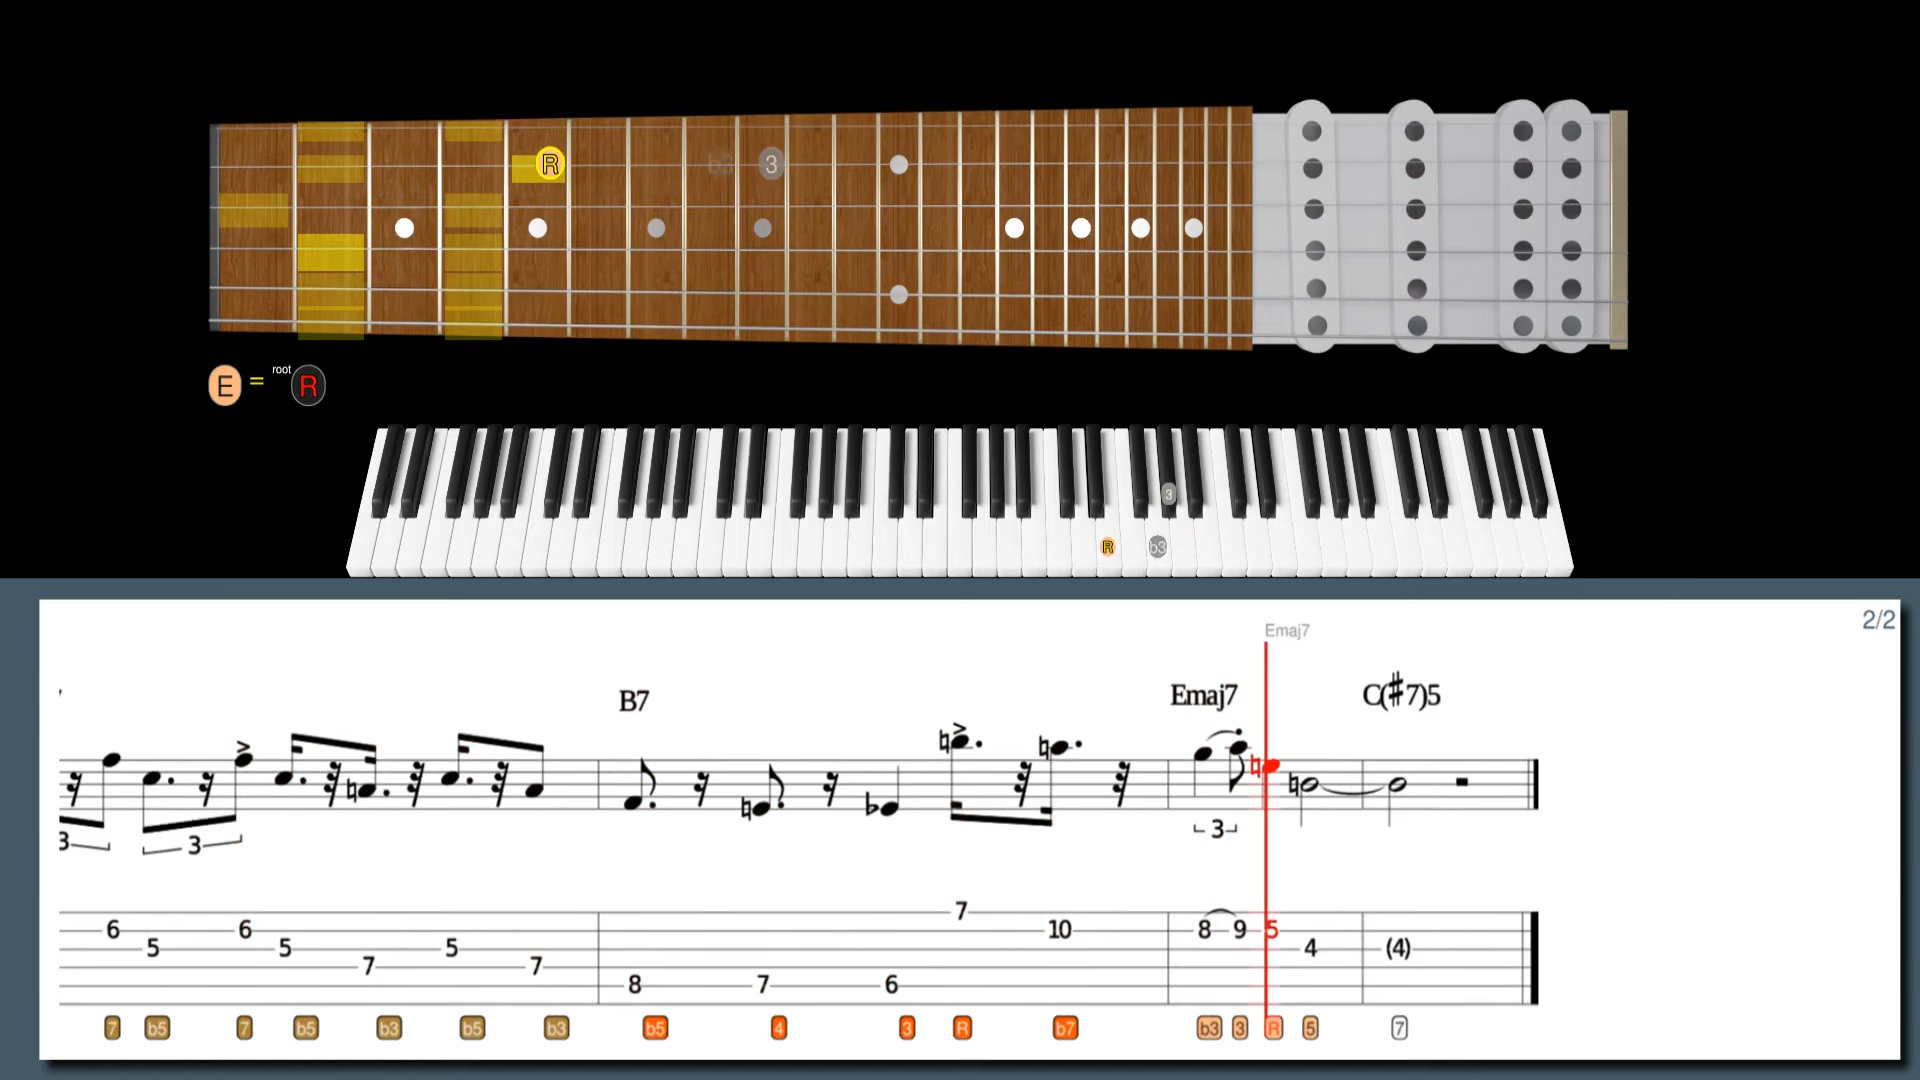 R b3 3
E = root R
3
R b3
2/2
Emaj7
B7 Emaj7 C(♯7)5
3 3 3
7
6 6 10 8 9 5
5 5 5 4 (4)
7 7
8 7 6
7 b5 7 b5 b3 b5 b3 b5 4 3 R b7 b3 3 R 5 7